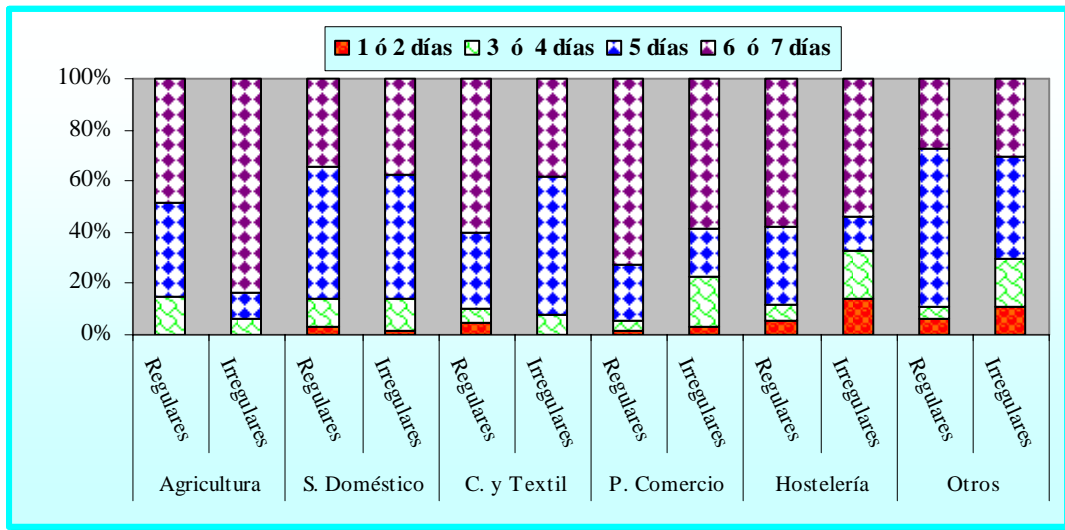 1 ó 2 días 3 ó 4 días 5 días 6 ó 7 días
100%
80%
60%
40%
20%
0%
Regulares Irregulares Regulares Irregulares Regulares Irregulares Regulares Irregulares Regulares Irregulares Regulares Irregulares
Agricultura S. Doméstico C. y Textil P. Comercio Hostelería Otros